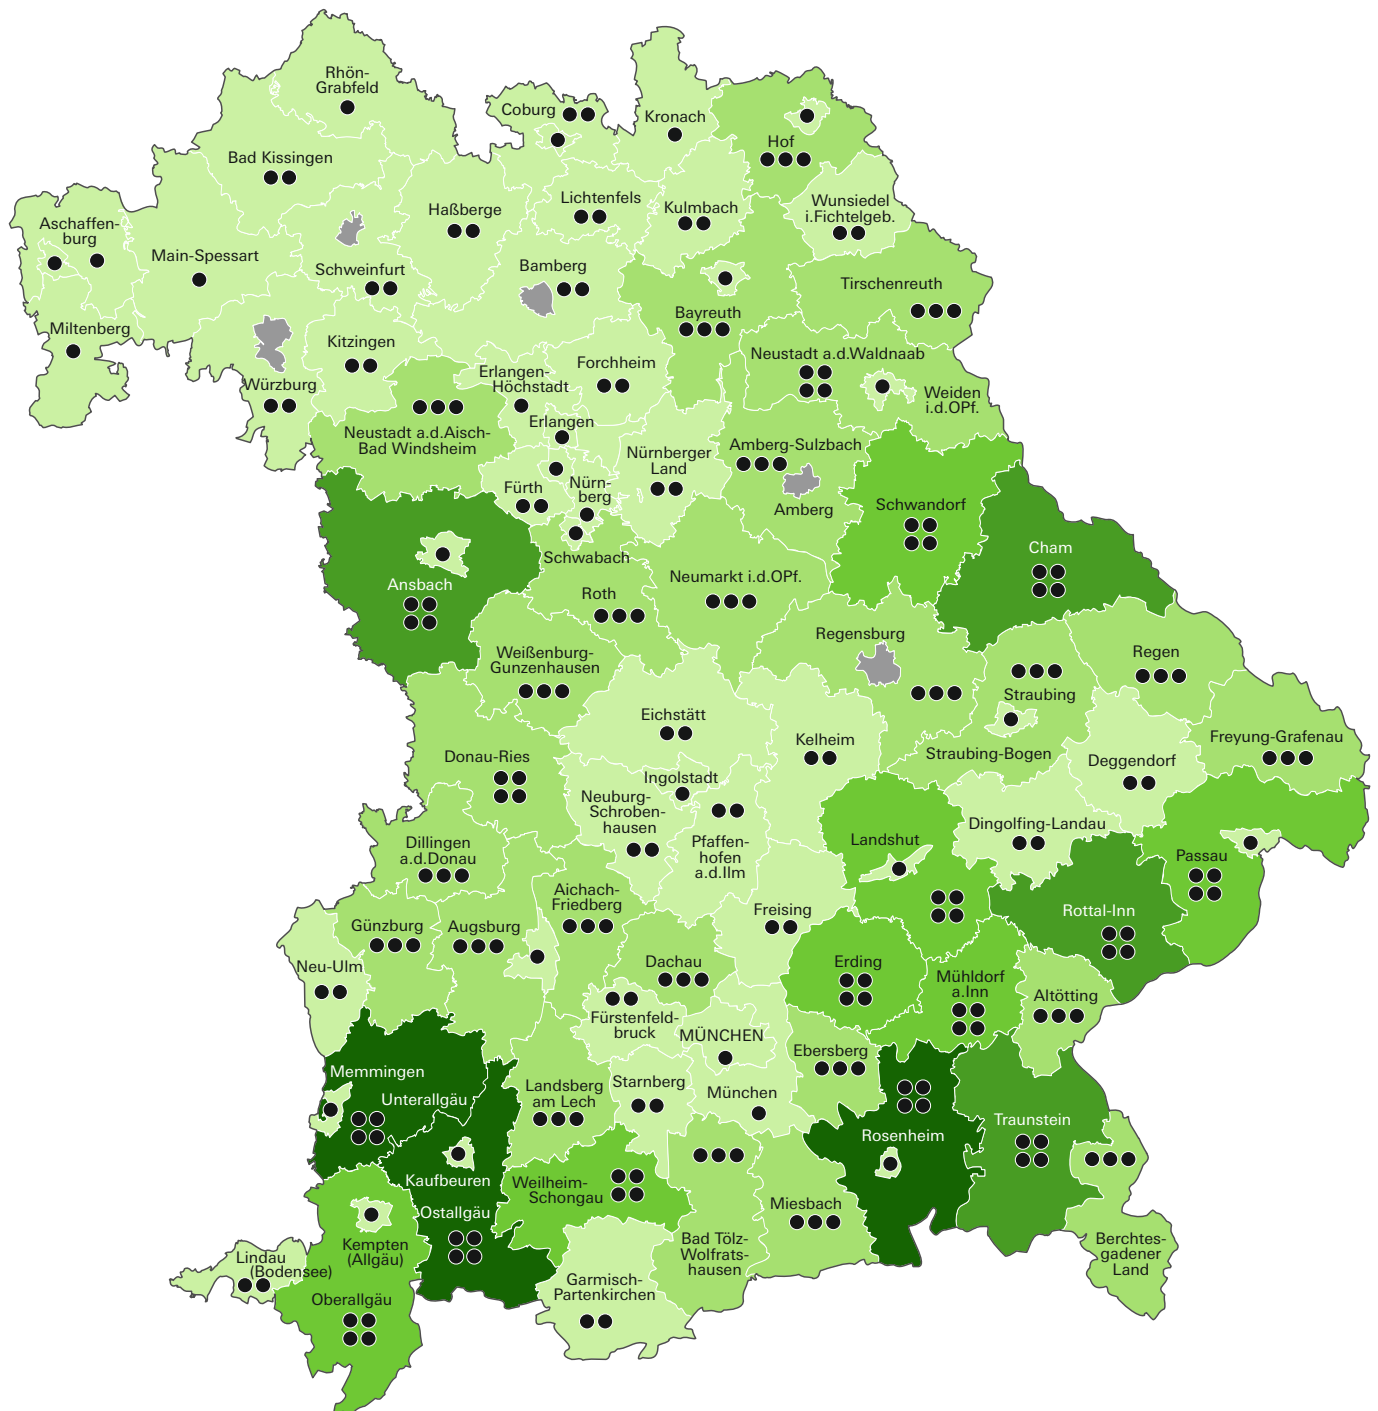 Rhön-
Grabfeld
Coburg
Kronach
Hof
Bad Kissingen
Lichtenfels
Kulmbach
Wunsiedel
i.Fichtelgeb.
Haßberge
Aschaffen-
burg
Main-Spessart
Schweinfurt
Bamberg
Tirschenreuth
Bayreuth
Miltenberg
Kitzingen
Neustadt a.d.Waldnaab
Forchheim
Erlangen-
Höchstadt
Würzburg
Weiden
i.d.OPf.
Erlangen
Neustadt a.d.Aisch-
Bad Windsheim
Amberg-Sulzbach
Nürnberger
Land
Fürth
Nürn-
berg
Schwandorf
Amberg
Cham
Schwabach
Ansbach
Neumarkt i.d.OPf.
Roth
Regensburg
Weißenburg-
Gunzenhausen
Regen
Straubing
Eichstätt
Kelheim
Freyung-Grafenau
Straubing-Bogen
Donau-Ries
Deggendorf
Ingolstadt
Neuburg-
Schroben-
hausen
Dingolfing-Landau
Landshut
Pfaffen-
hofen
a.d.Ilm
Dillingen
a.d.Donau
Passau
Aichach-
Friedberg
Freising
Rottal-Inn
Günzburg
Augsburg
Neu-Ulm
Dachau
Erding
Mühldorf
a.Inn
Altötting
Fürstenfeld-
bruck
MÜNCHEN
Ebersberg
Memmingen
Unterallgäu
Landsberg
am Lech
Starnberg
München
Traunstein
Rosenheim
Kaufbeuren
Weilheim-
Schongau
Ostallgäu
Miesbach
Bad Tölz-
Wolfrats-
hausen
Kempten
(Allgäu)
Berchtes-
gadener
Land
Lindau
(Bodensee)
Garmisch-
Partenkirchen
Oberallgäu